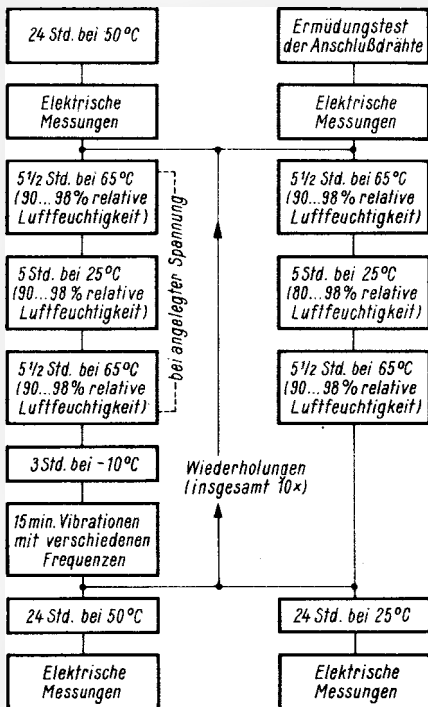 24 Std. bei 50°C
Elektrische
Messungen
5 1/2 Std. bei 65°C
(90...98% relative
Luftfeuchtigkeit)
5 Std. bei 25°C
(90...98% relative
Luftfeuchtigkeit)
5 1/2 Std. bei 65°C
(90...98% relative
Luftfeuchtigkeit)
bei angelegter Spannung
3 Std. bei -10°C
15 min. Vibrationen
mit verschiedenen
Frequenzen
24 Std. bei 50°C
Elektrische
Messungen
Wiederholungen
(insgesamt 10x)
Ermüdungstest
der Anschlußdrähte
Elektrische
Messungen
5 1/2 Std. bei 65°C
(90...98% relative
Luftfeuchtigkeit)
5 Std. bei 25°C
(80...98% relative
Luftfeuchtigkeit)
5 1/2 Std. bei 65°C
(90...98% relative
Luftfeuchtigkeit)
24 Std. bei 25°C
Elektrische
Messungen